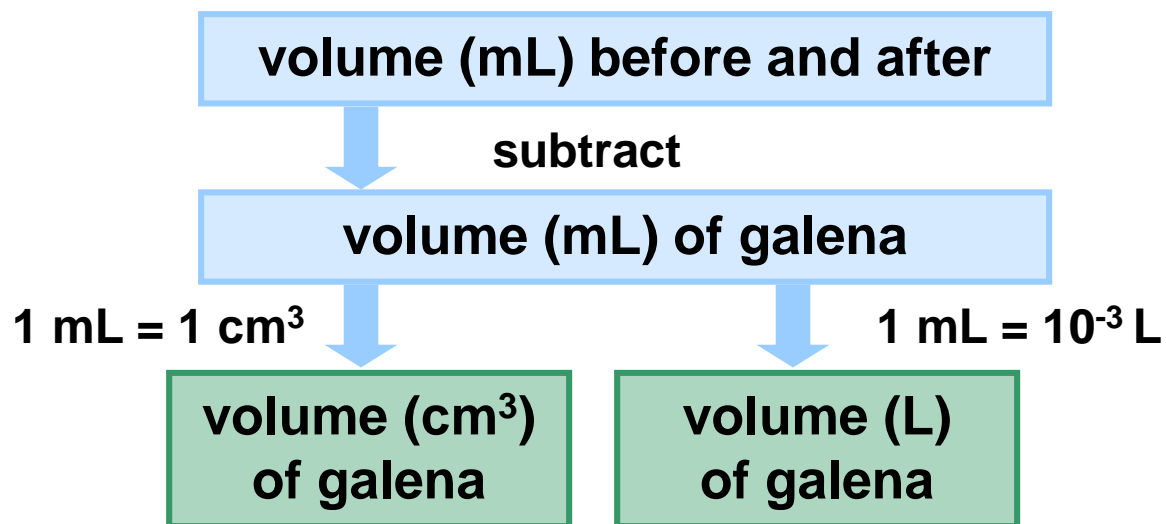 volume (mL) before and after
subtract
volume (mL) of galena
1 mL = 1 cm³
1 mL = 10⁻³ L
volume (cm³)
of galena
volume (L)
of galena